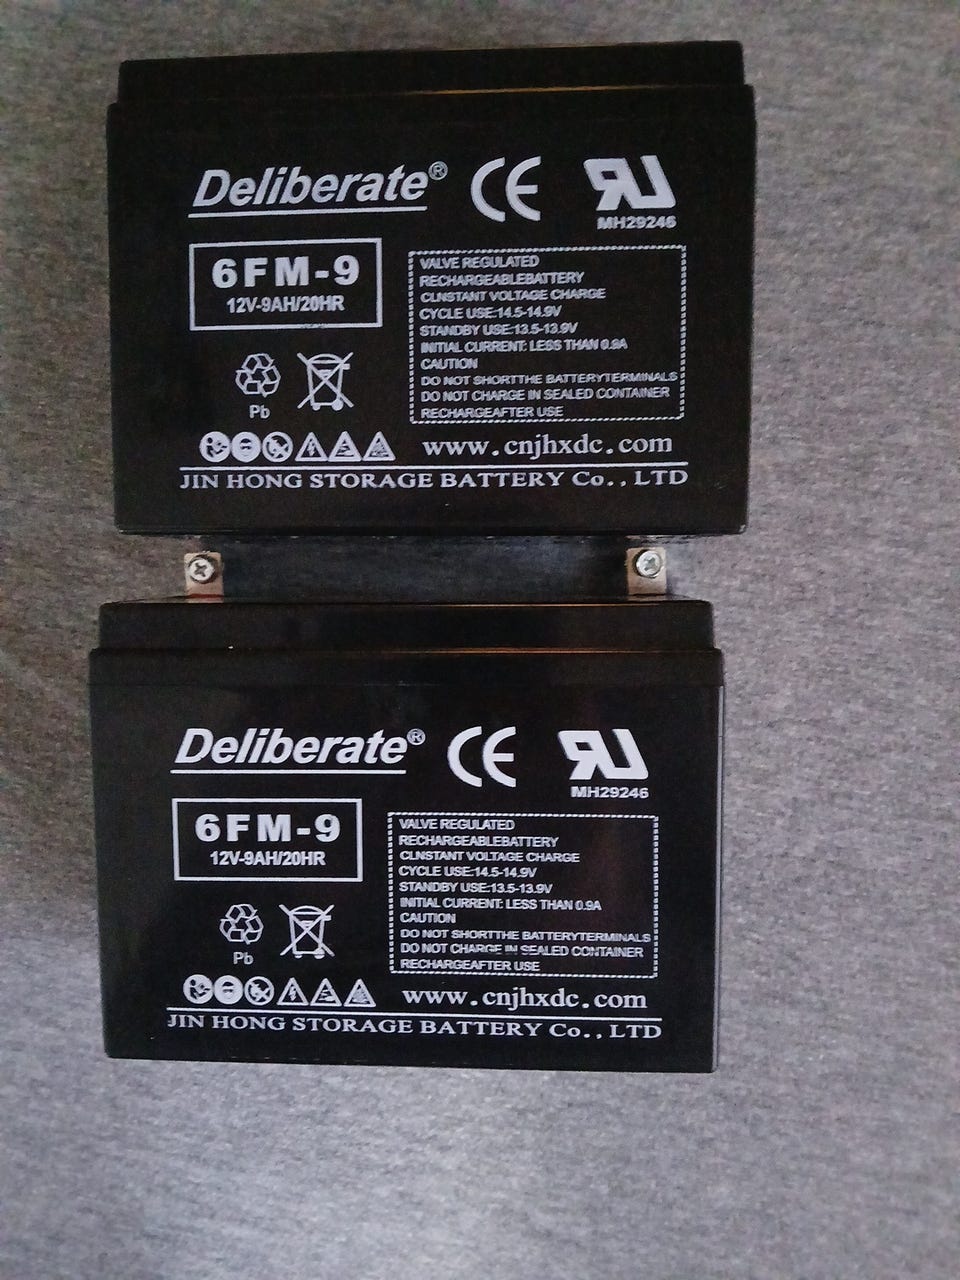 Deliberate®
CE
RU
MH29246
6FM-9
12V-9AH/20HR
VALVE REGULATED
RECHARGEABLEBATTERY
CLNSTANT VOLTAGE CHARGE
CYCLE USE:14.5-14.9V
STANDBY USE:13.5-13.9V
INITIAL CURRENT: LESS THAN 0.9A
CAUTION
DO NOT SHORTTHE BATTERYTERMINALS
DO NOT CHARGE IN SEALED CONTAINER
RECHARGEAFTER USE
Pb
www.cnjhxdc.com
JIN HONG STORAGE BATTERY Co., LTD
Deliberate®
CE
RU
MH29246
6FM-9
12V-9AH/20HR
VALVE REGULATED
RECHARGEABLEBATTERY
CLNSTANT VOLTAGE CHARGE
CYCLE USE:14.5-14.9V
STANDBY USE:13.5-13.9V
INITIAL CURRENT: LESS THAN 0.9A
CAUTION
DO NOT SHORTTHE BATTERYTERMINALS
DO NOT CHARGE IN SEALED CONTAINER
RECHARGEAFTER USE
Pb
www.cnjhxdc.com
JIN HONG STORAGE BATTERY Co., LTD